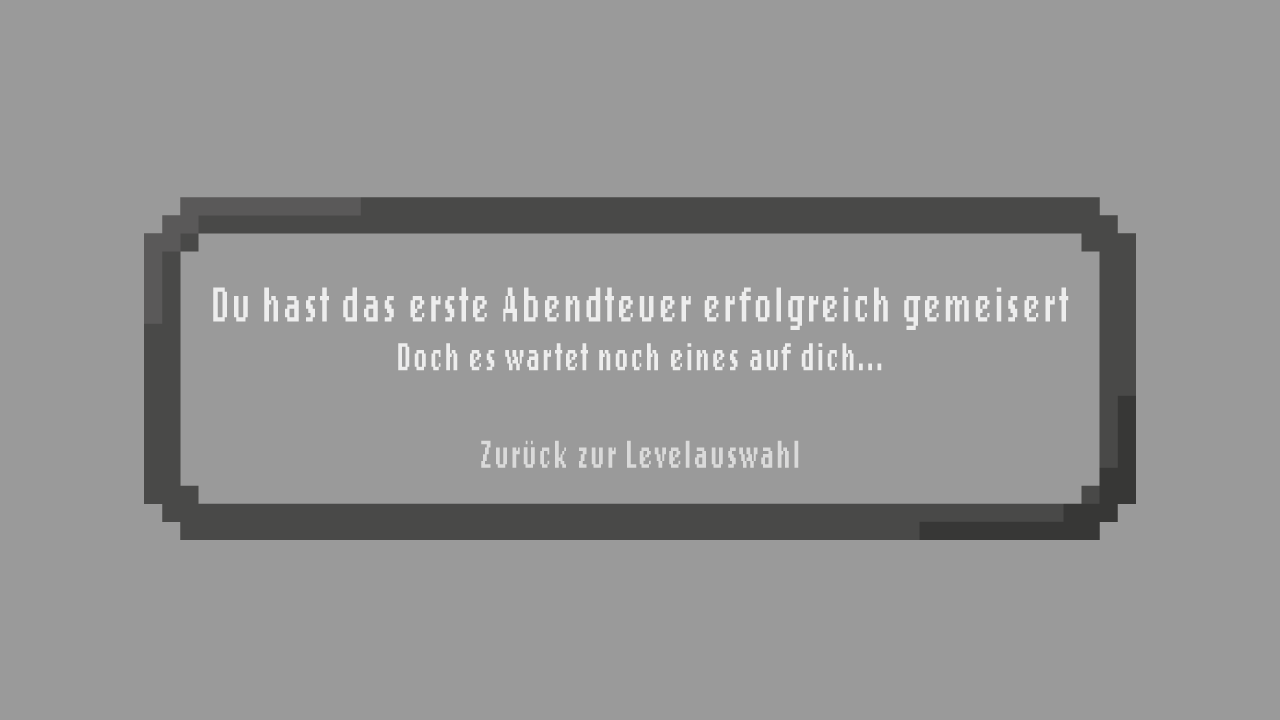 Du hast das erste Abendteuer erfolgreich gemeisert
Doch es wartet noch eines auf dich...
Zurück zur Levelauswahl